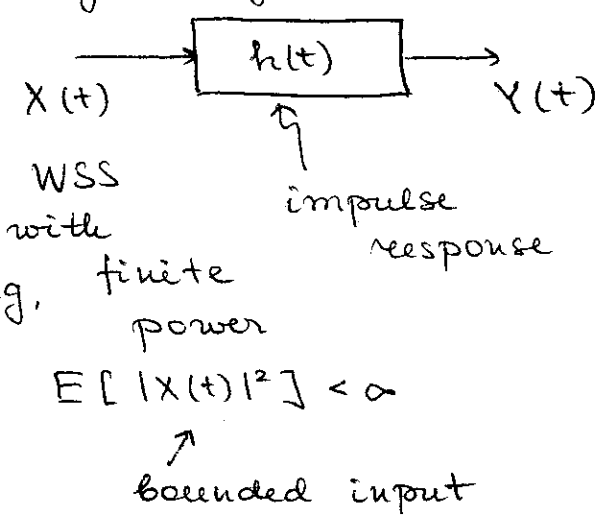 h(t)
X(t) Y(t)
WSS
with
impulse
response
g, finite
power
E[|X(t)|²] < ∞
bounded input